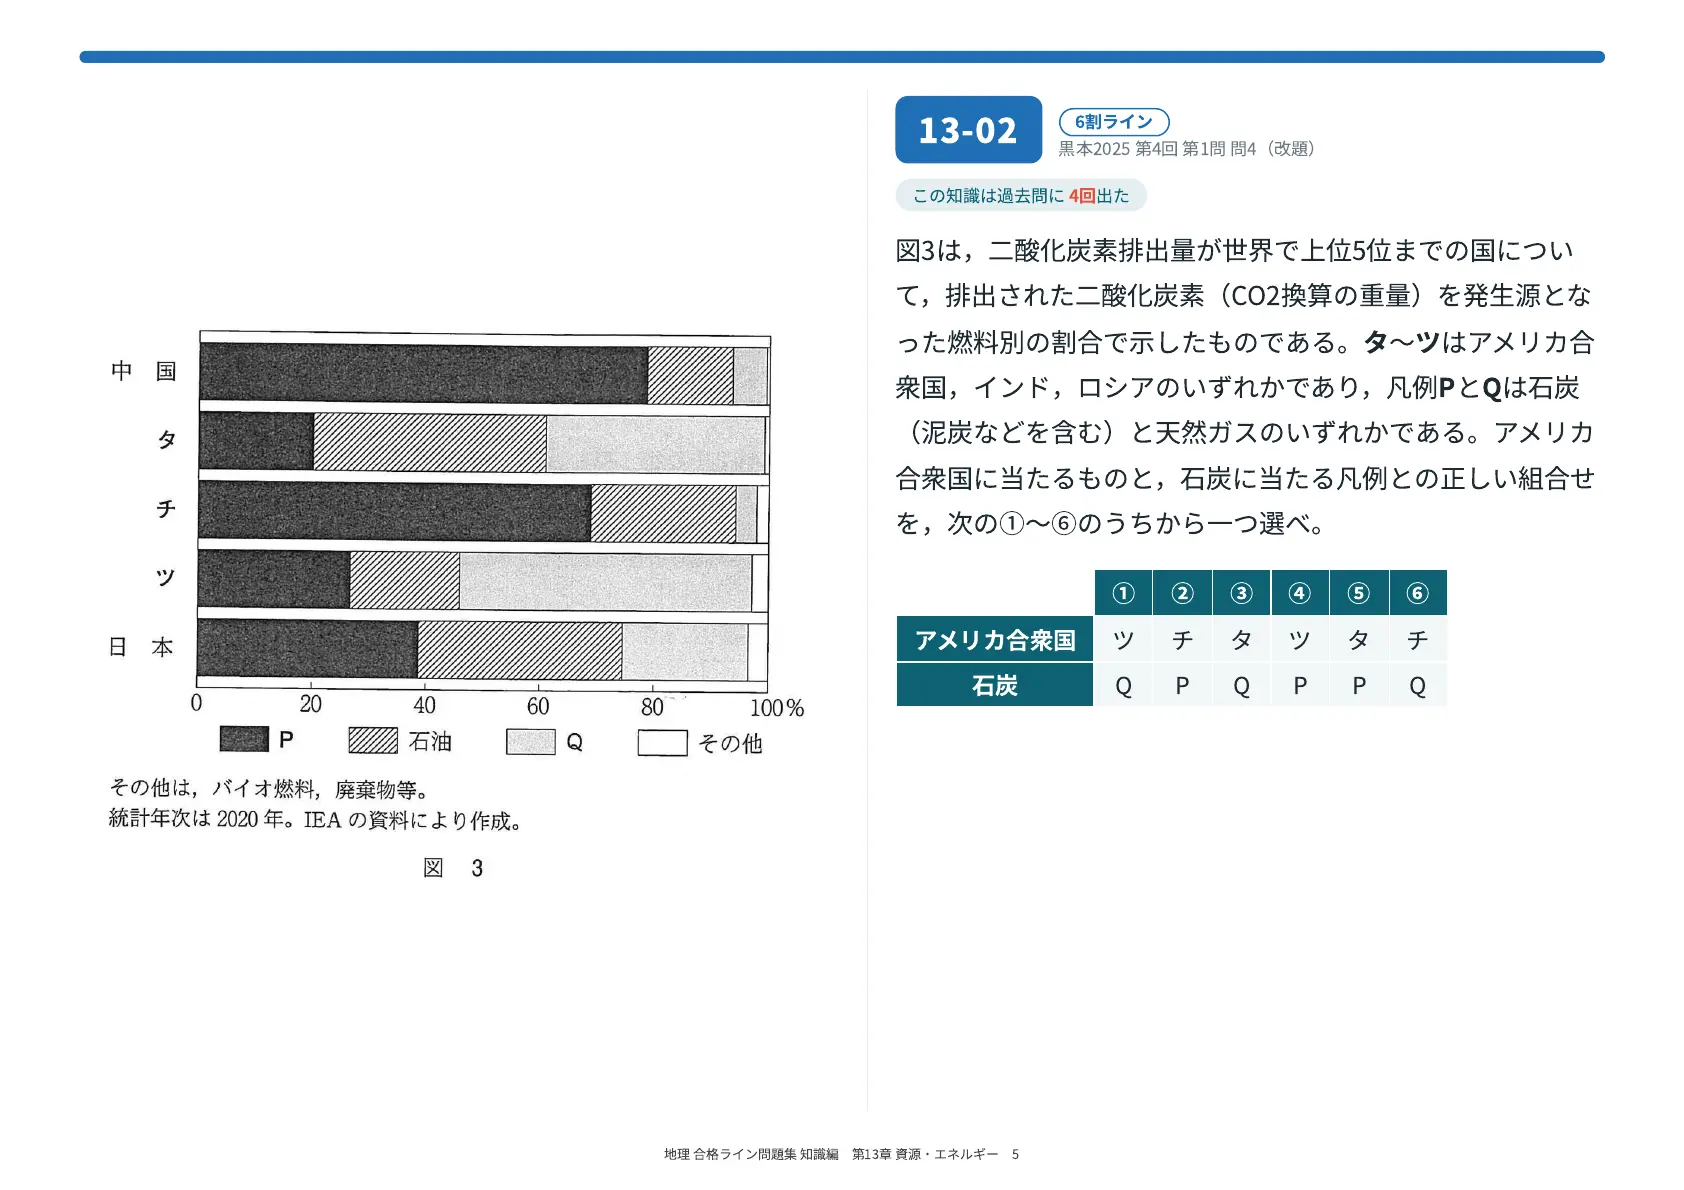 中 国
タ
チ
ツ
日 本
0 20 40 60 80 100%
P 石油 Q その他
その他は，バイオ燃料，廃棄物等。
統計年次は 2020 年。IEA の資料により作成。
図 3
13-02
6割ライン
黒本2025 第4回 第1問 問4（改題）
この知識は過去問に 4回出た
図3は，二酸化炭素排出量が世界で上位5位までの国につい
て，排出された二酸化炭素（CO2換算の重量）を発生源とな
った燃料別の割合で示したものである。タ～ツはアメリカ合
衆国，インド，ロシアのいずれかであり，凡例PとQは石炭
（泥炭などを含む）と天然ガスのいずれかである。アメリカ
合衆国に当たるものと，石炭に当たる凡例との正しい組合せ
を，次の①～⑥のうちから一つ選べ。
① ② ③ ④ ⑤ ⑥
アメリカ合衆国 ツ チ タ ツ タ チ
石炭 Q P Q P P Q
地理 合格ライン問題集 知識編　第13章 資源・エネルギー　5